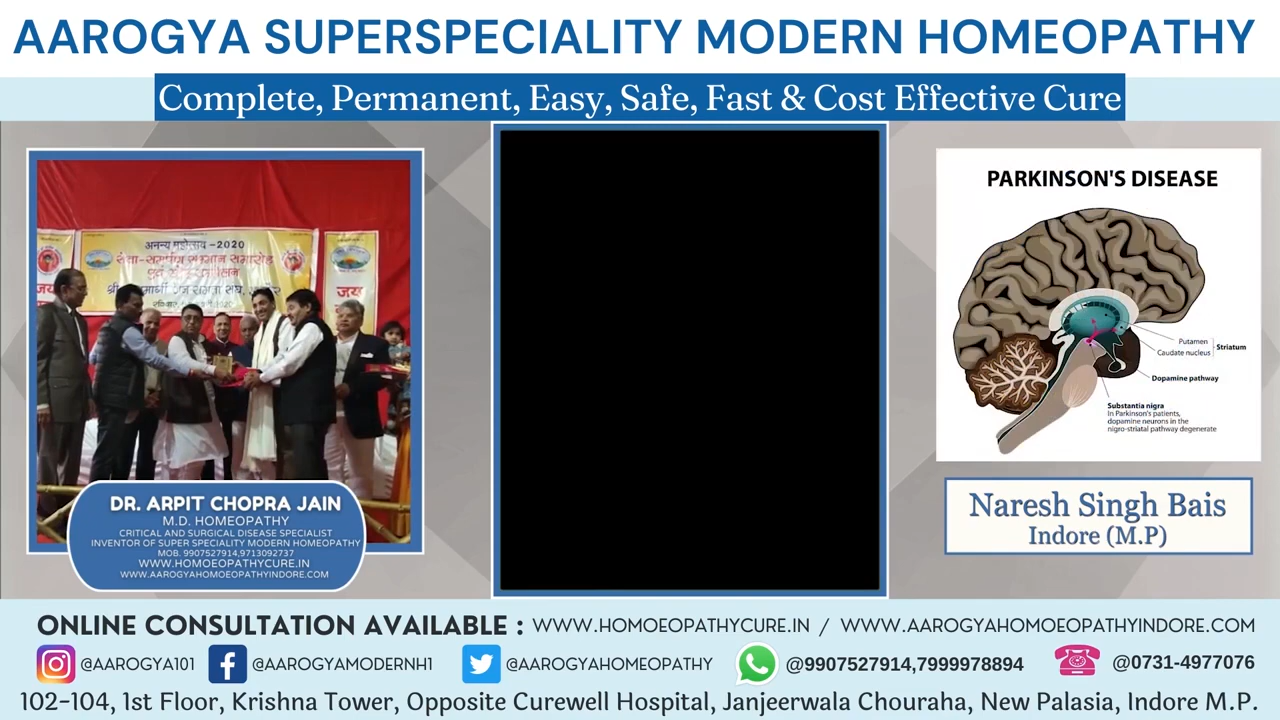 AAROGYA SUPERSPECIALITY MODERN HOMEOPATHY
Complete, Permanent, Easy, Safe, Fast & Cost Effective Cure
अनन्य महोत्सव -2020
सेवा-समर्पण सम्मान समारोह
जय
DR. ARPIT CHOPRA JAIN
M.D. HOMEOPATHY
CRITICAL AND SURGICAL DISEASE SPECIALIST
INVENTOR OF SUPER SPECIALITY MODERN HOMEOPATHY
MOB. 9907527914,9713092737
WWW.HOMOEOPATHYCURE.IN
WWW.AAROGYAHOMOEOPATHYINDORE.COM
PARKINSON'S DISEASE
Putamen
Caudate nucleus
Striatum
Dopamine pathway
Substantia nigra
In Parkinson's patients,
dopamine neurons in the
nigro-striatal pathway degenerate
Naresh Singh Bais
Indore (M.P)
ONLINE CONSULTATION AVAILABLE : WWW.HOMOEOPATHYCURE.IN / WWW.AAROGYAHOMOEOPATHYINDORE.COM
@AAROGYA101 @AAROGYAMODERNH1 @AAROGYAHOMEOPATHY @9907527914,7999978894 @0731-4977076
102-104, 1st Floor, Krishna Tower, Opposite Curewell Hospital, Janjeerwala Chouraha, New Palasia, Indore M.P.